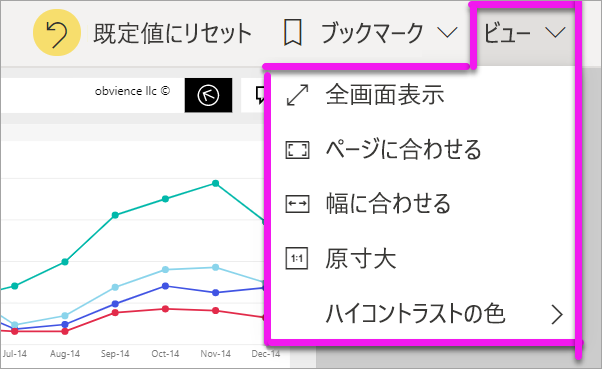 既定値にリセット ブックマーク ビュー
obvience llc ©
全画面表示
ページに合わせる
幅に合わせる
1:1 原寸大
ハイコントラストの色
Jul-14 Aug-14 Sep-14 Oct-14 Nov-14 Dec-14